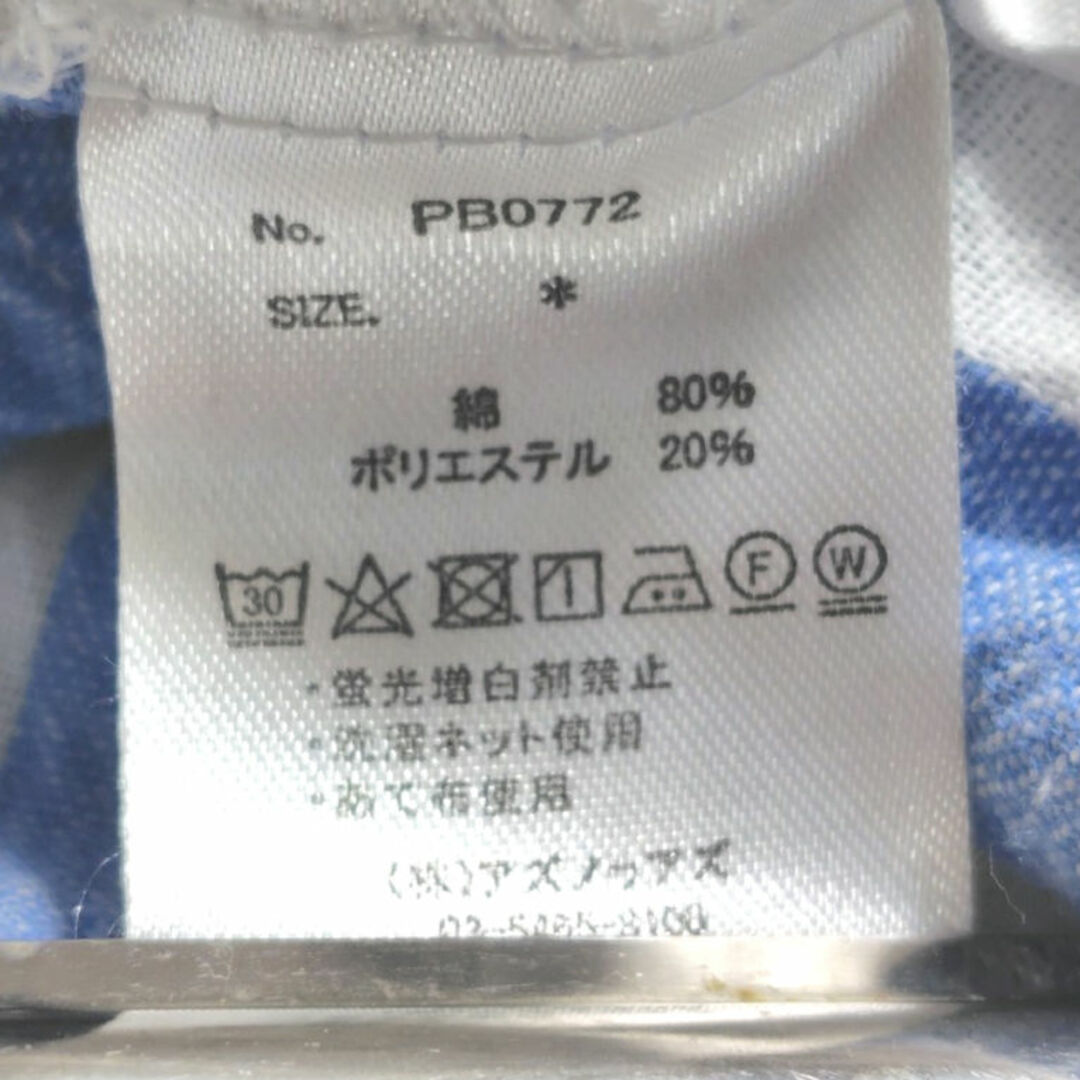 No. PB0772
SIZE. *
綿 80%
ポリエステル 20%
30 F W
・蛍光増白剤禁止
・洗濯ネット使用
・あて布使用
(株)アズノゥアズ